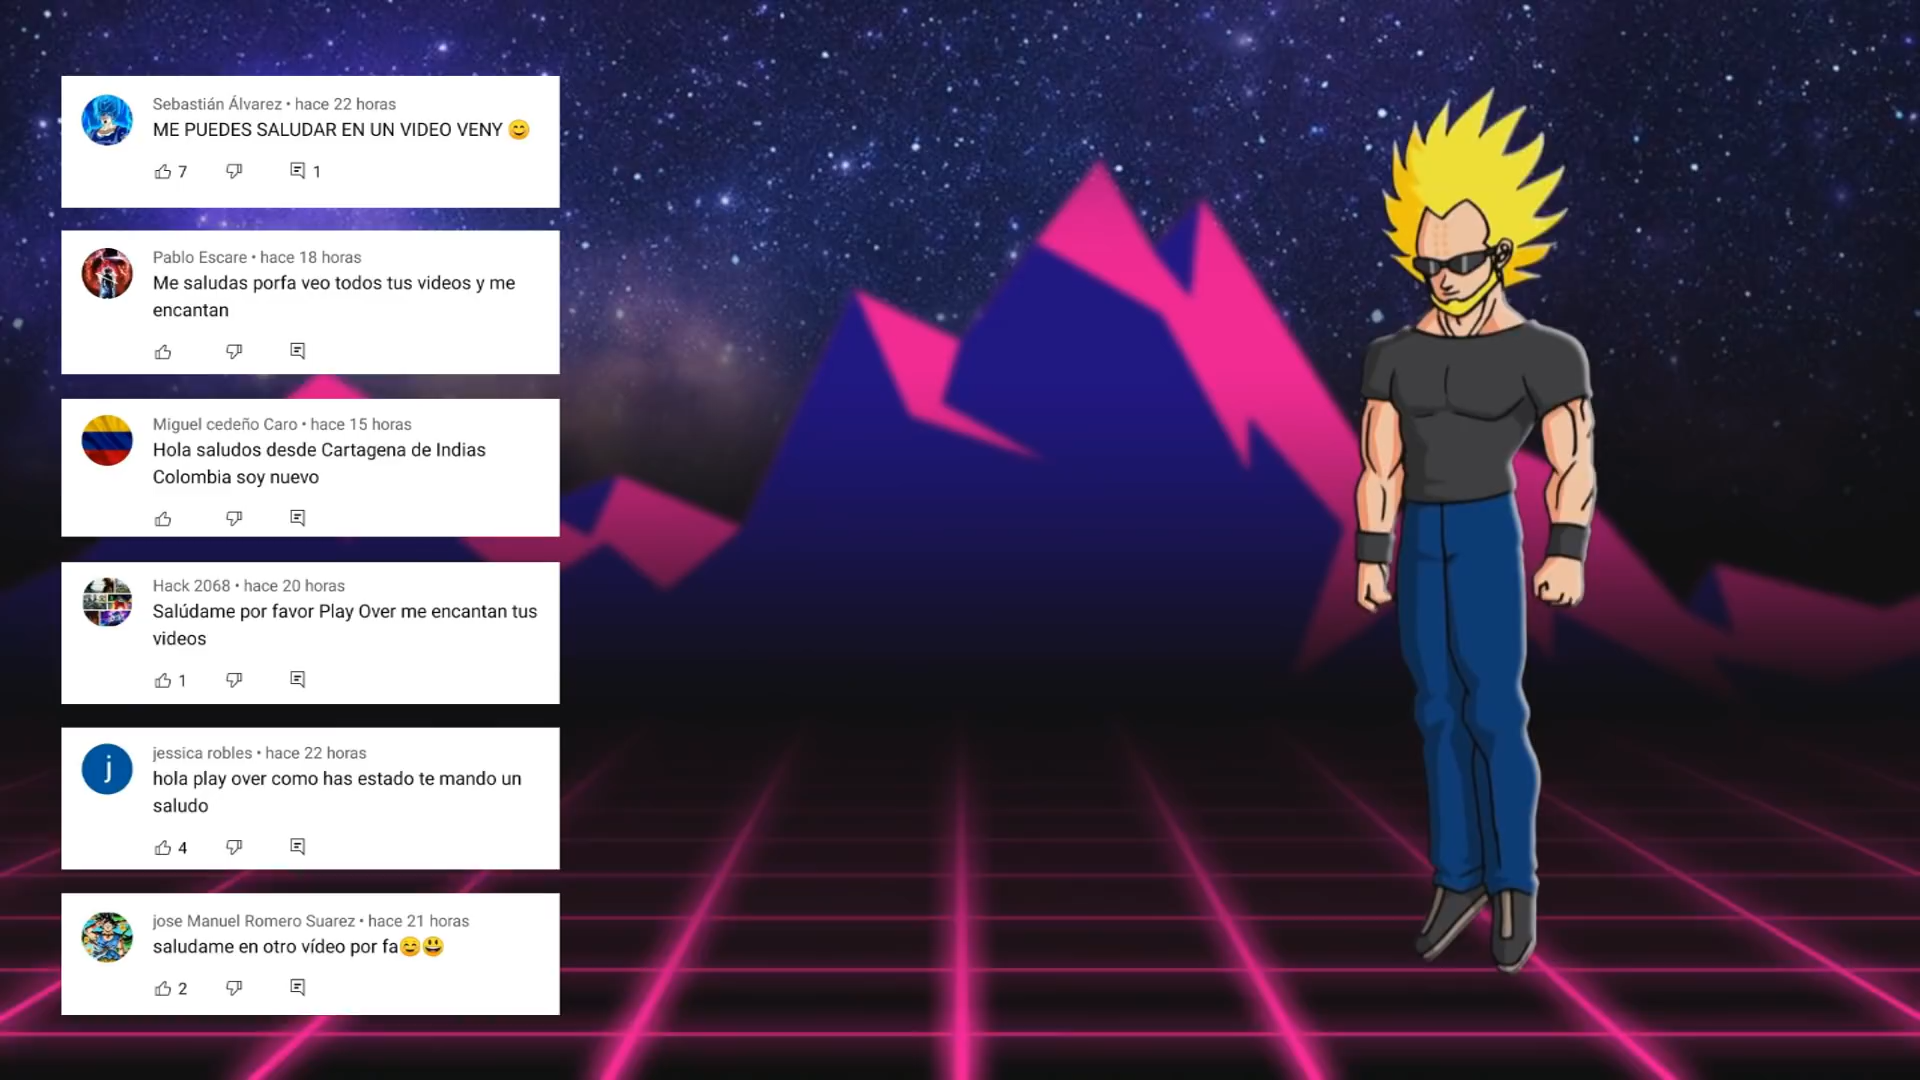 Sebastián Álvarez • hace 22 horas
ME PUEDES SALUDAR EN UN VIDEO VENY 😊
7 1
Pablo Escare • hace 18 horas
Me saludas porfa veo todos tus videos y me
encantan
Miguel cedeño Caro • hace 15 horas
Hola saludos desde Cartagena de Indias
Colombia soy nuevo
Hack 2068 • hace 20 horas
Salúdame por favor Play Over me encantan tus
videos
1
j
jessica robles • hace 22 horas
hola play over como has estado te mando un
saludo
4
jose Manuel Romero Suarez • hace 21 horas
saludame en otro vídeo por fa😊😃
2